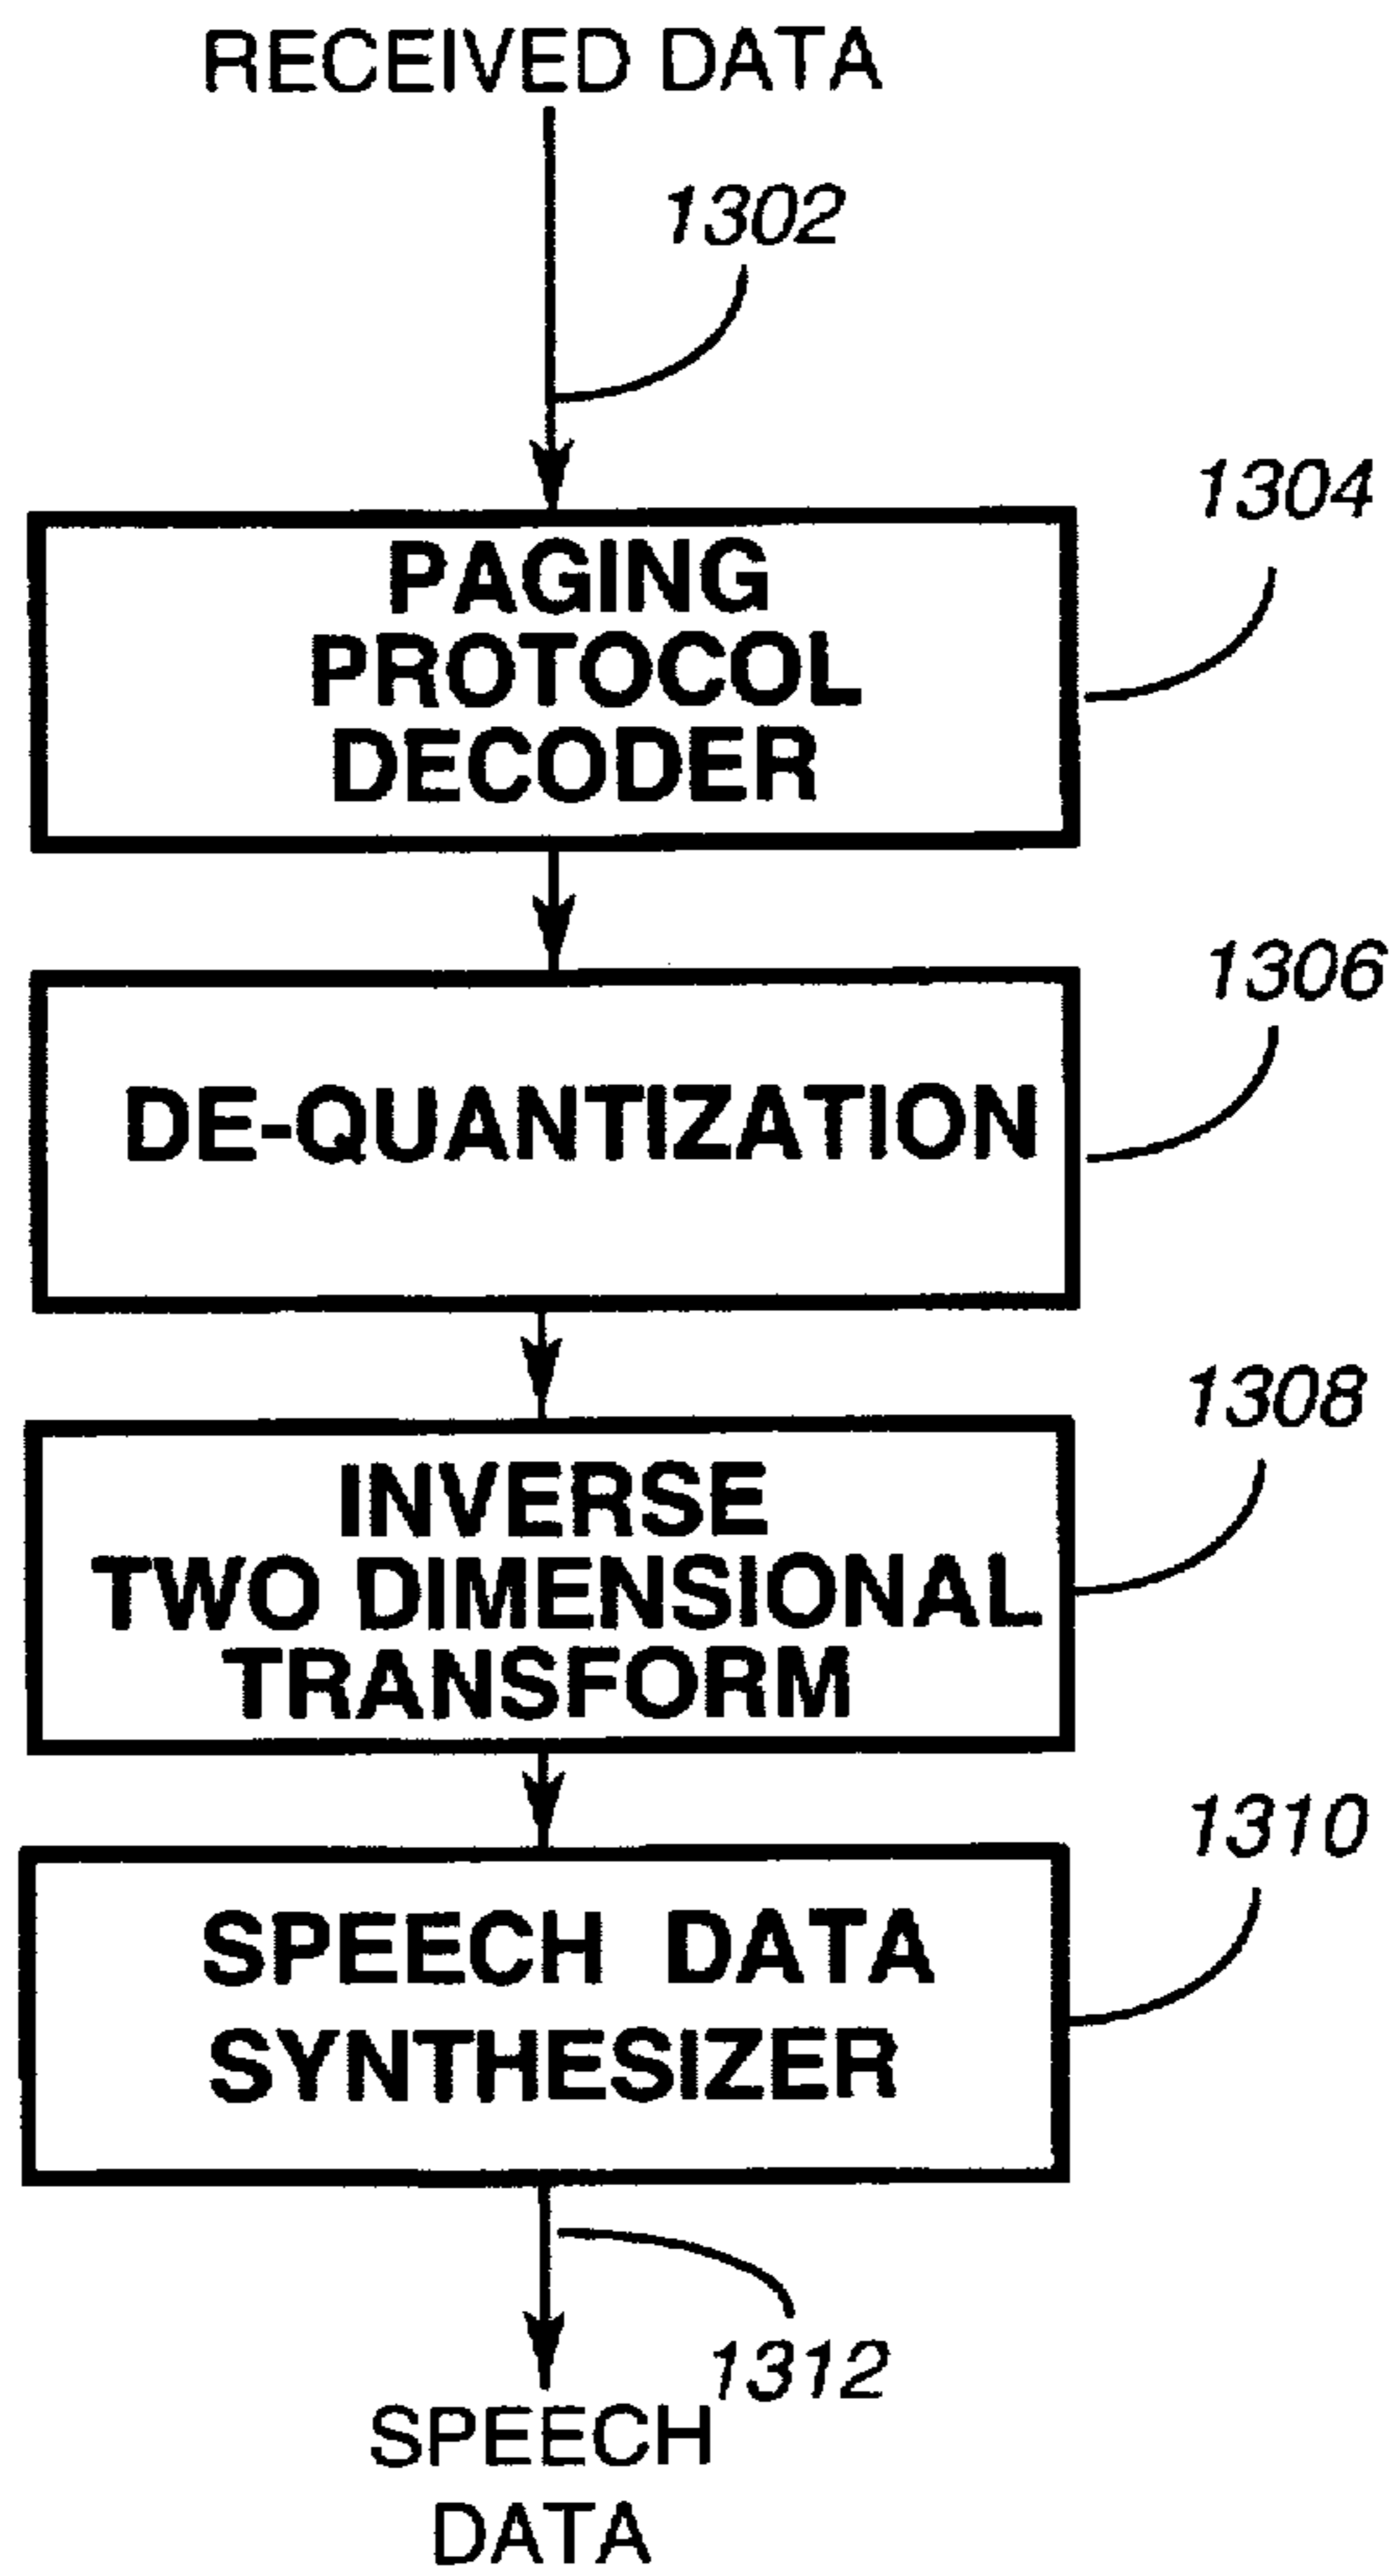 RECEIVED DATA
1302
1304
PAGING
PROTOCOL
DECODER
1306
DE-QUANTIZATION
1308
INVERSE
TWO DIMENSIONAL
TRANSFORM
1310
SPEECH DATA
SYNTHESIZER
1312
SPEECH
DATA